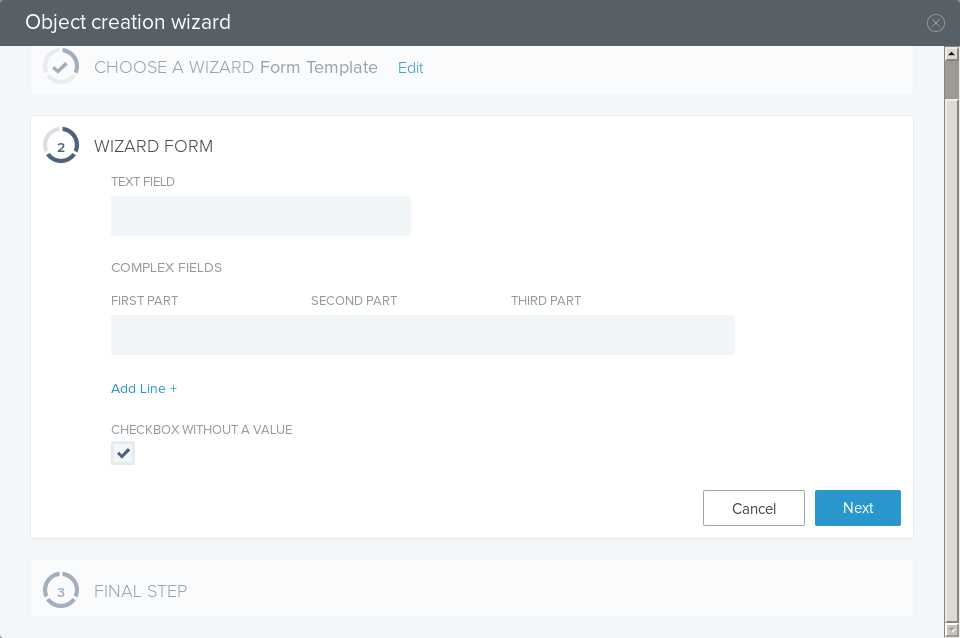 Object creation wizard
CHOOSE A WIZARD Form Template Edit
2 WIZARD FORM
TEXT FIELD
COMPLEX FIELDS
FIRST PART SECOND PART THIRD PART
Add Line +
CHECKBOX WITHOUT A VALUE
Cancel Next
3 FINAL STEP